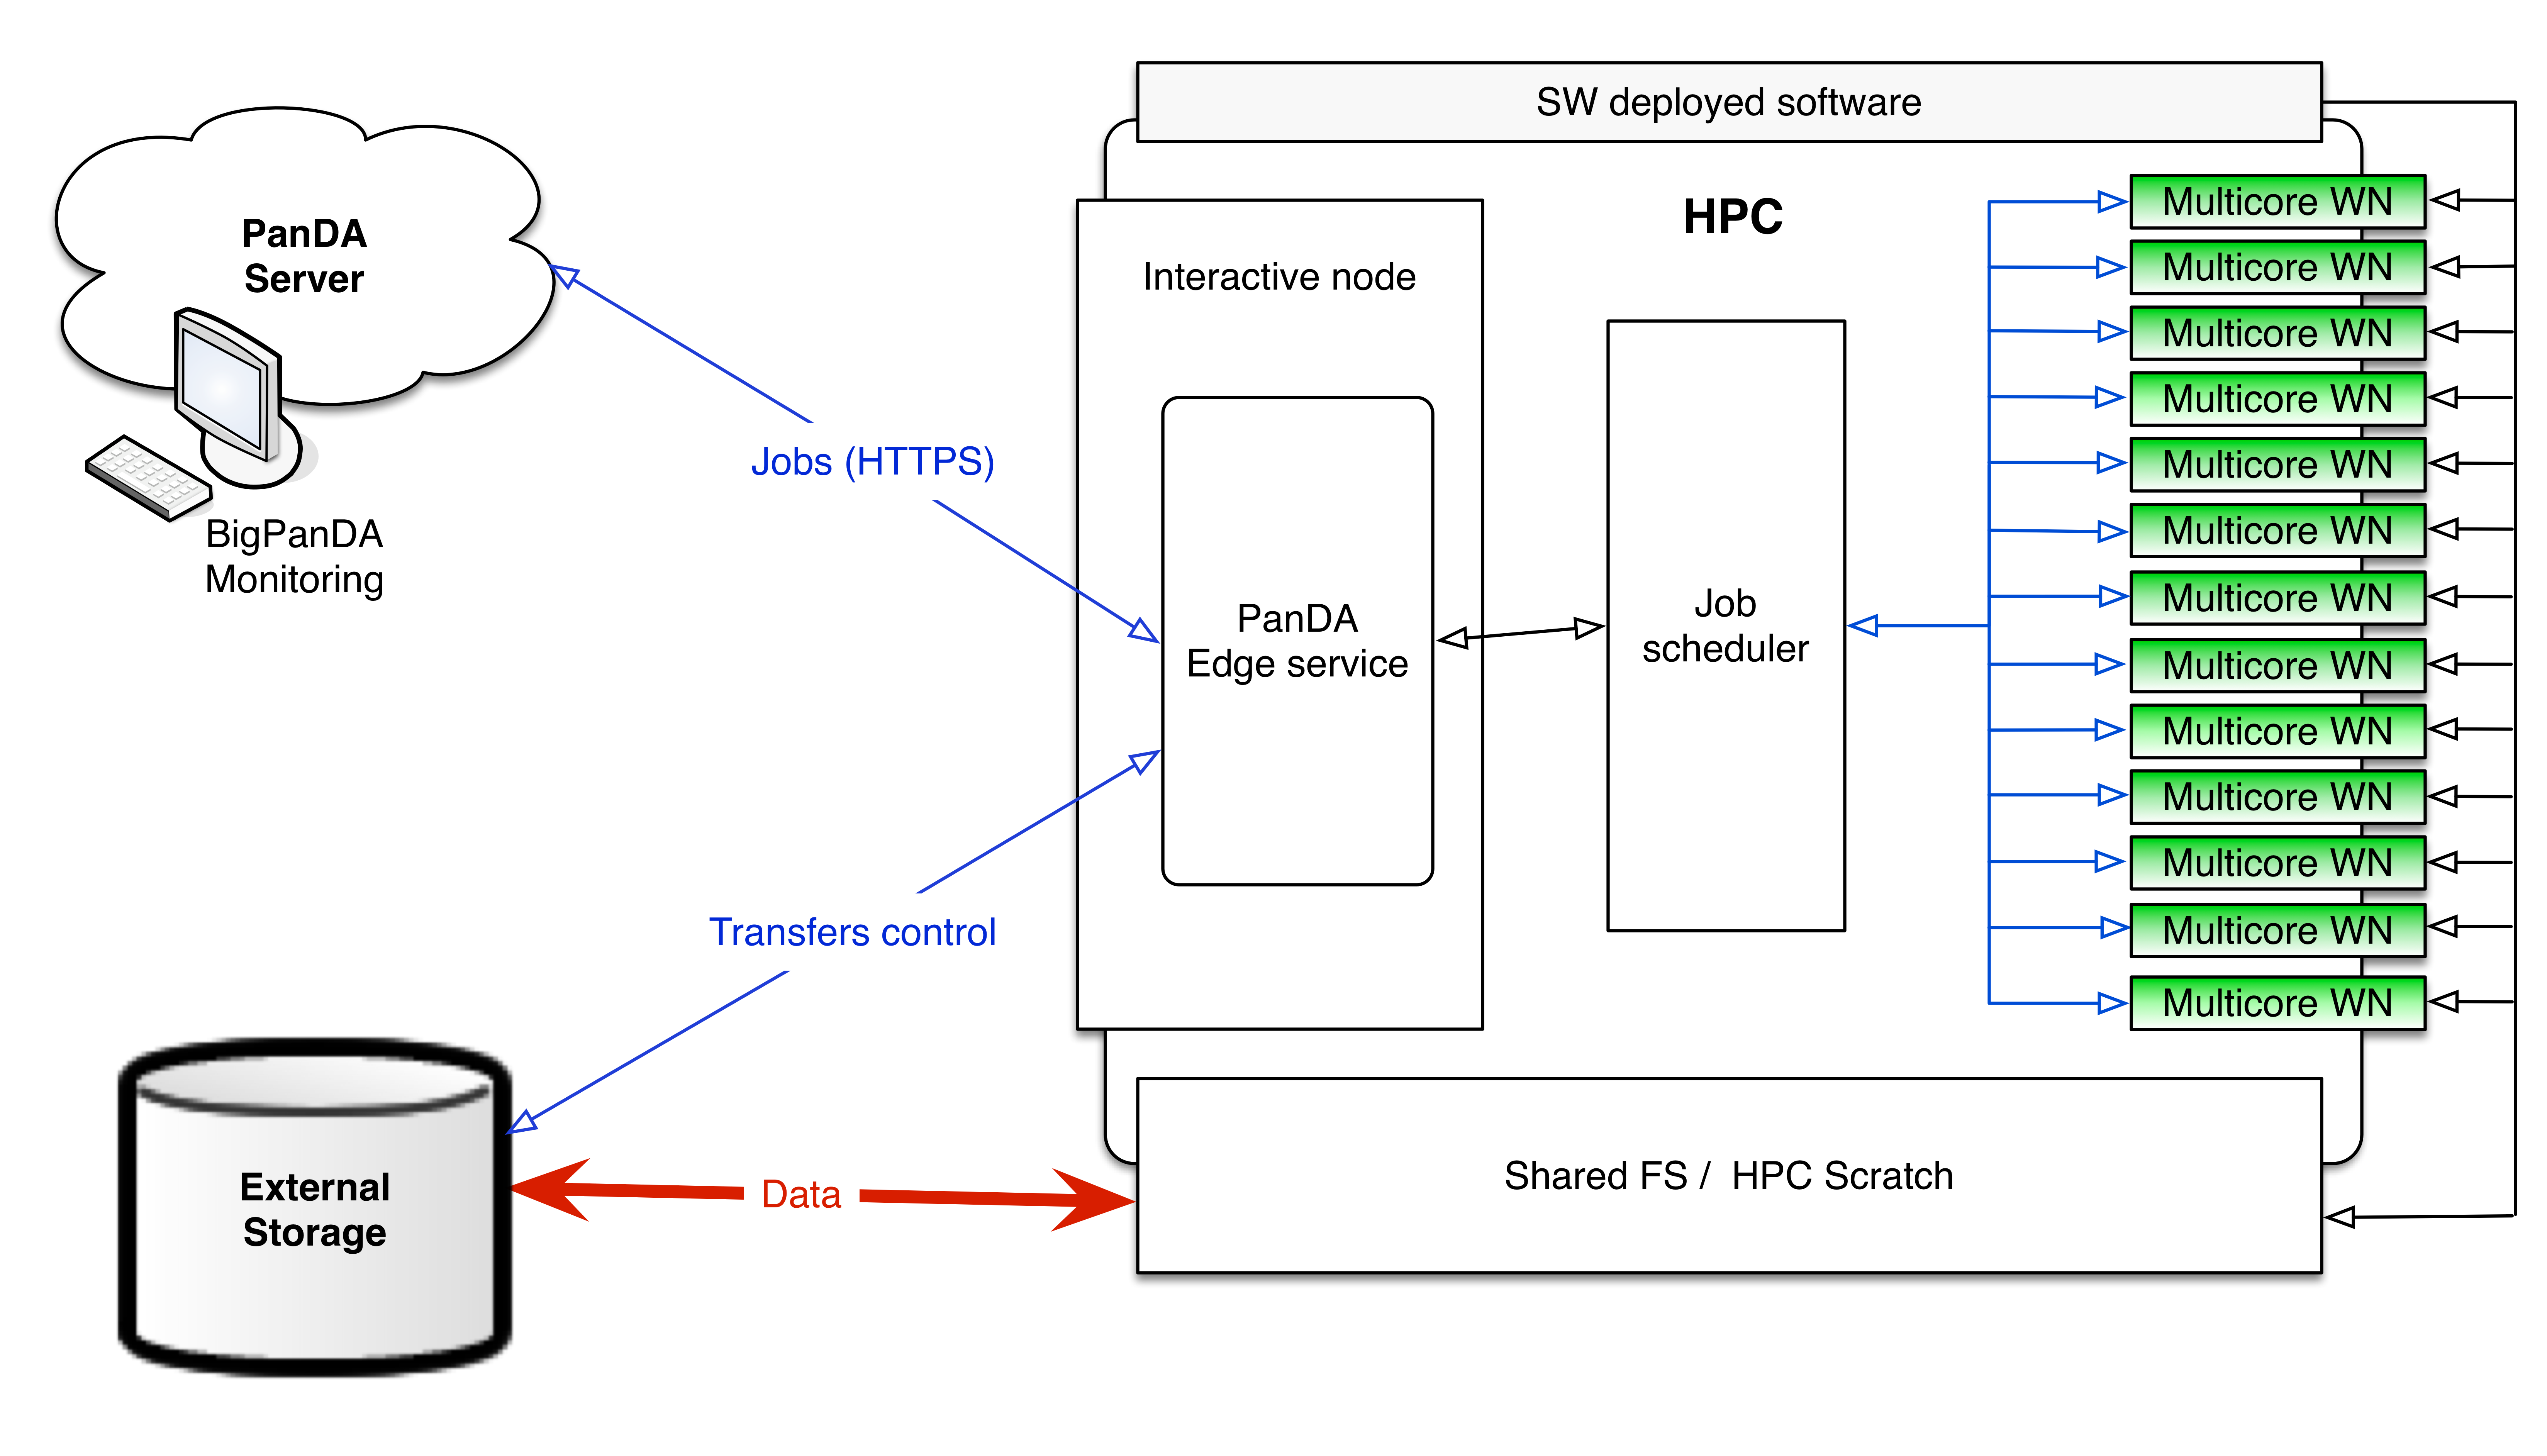 SW deployed software
PanDA
Server
BigPanDA
Monitoring
Jobs (HTTPS)
Transfers control
External
Storage
Data
HPC
Interactive node
PanDA
Edge service
Job
scheduler
Multicore WN
Multicore WN
Multicore WN
Multicore WN
Multicore WN
Multicore WN
Multicore WN
Multicore WN
Multicore WN
Multicore WN
Multicore WN
Multicore WN
Multicore WN
Shared FS / HPC Scratch